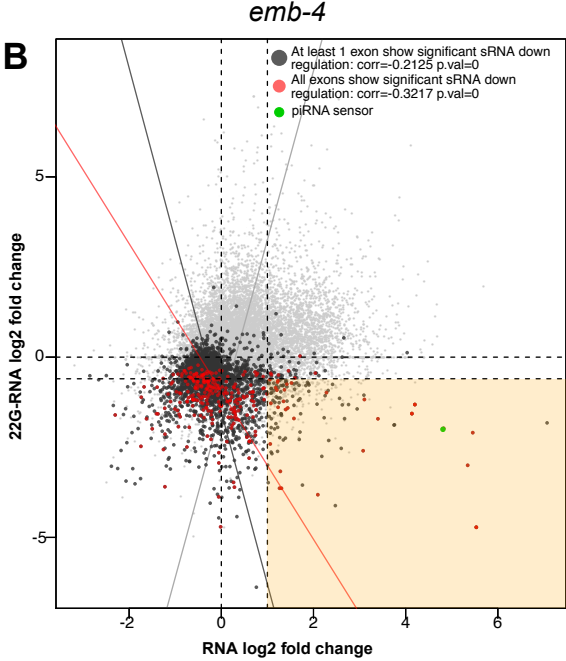 emb-4
B
At least 1 exon show significant sRNA down
regulation: corr=-0.2125 p.val=0
All exons show significant sRNA down
regulation: corr=-0.3217 p.val=0
piRNA sensor
22G-RNA log2 fold change
5
0
-5
-2 0 2 4 6
RNA log2 fold change